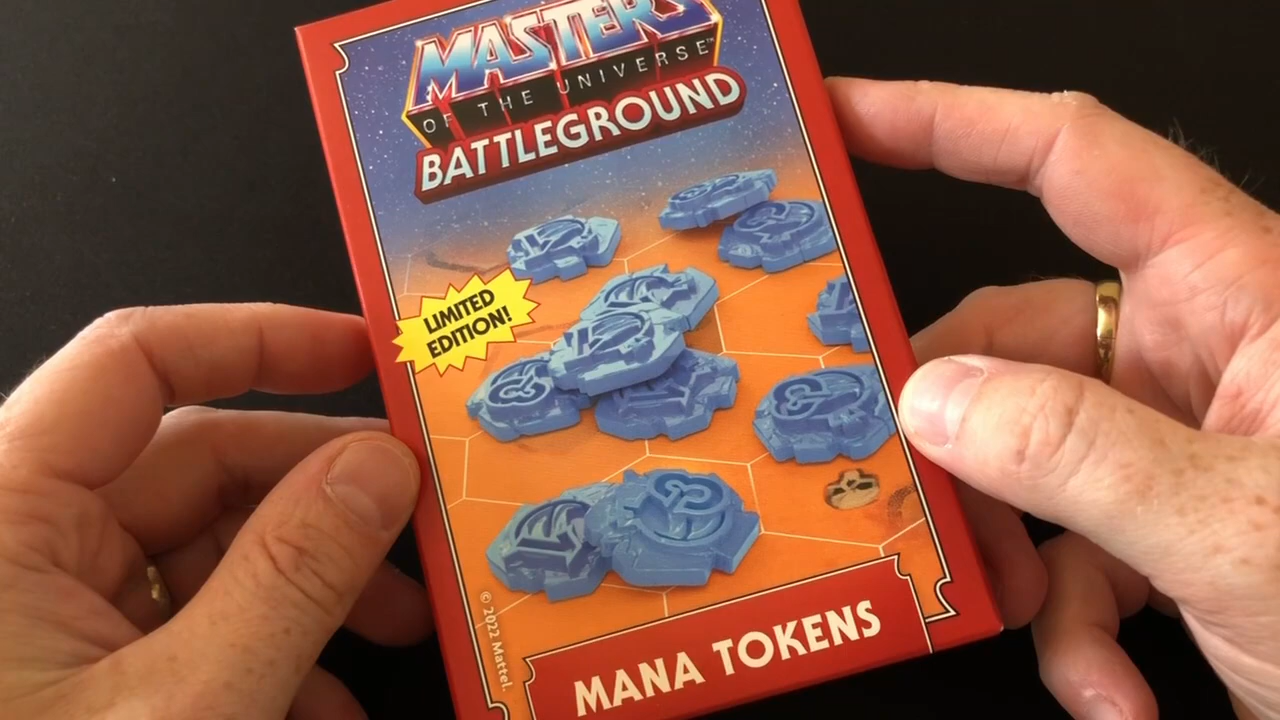 MASTERS
OF THE UNIVERSE™
BATTLEGROUND
LIMITED
EDITION!
© 2022 Mattel.
MANA TOKENS